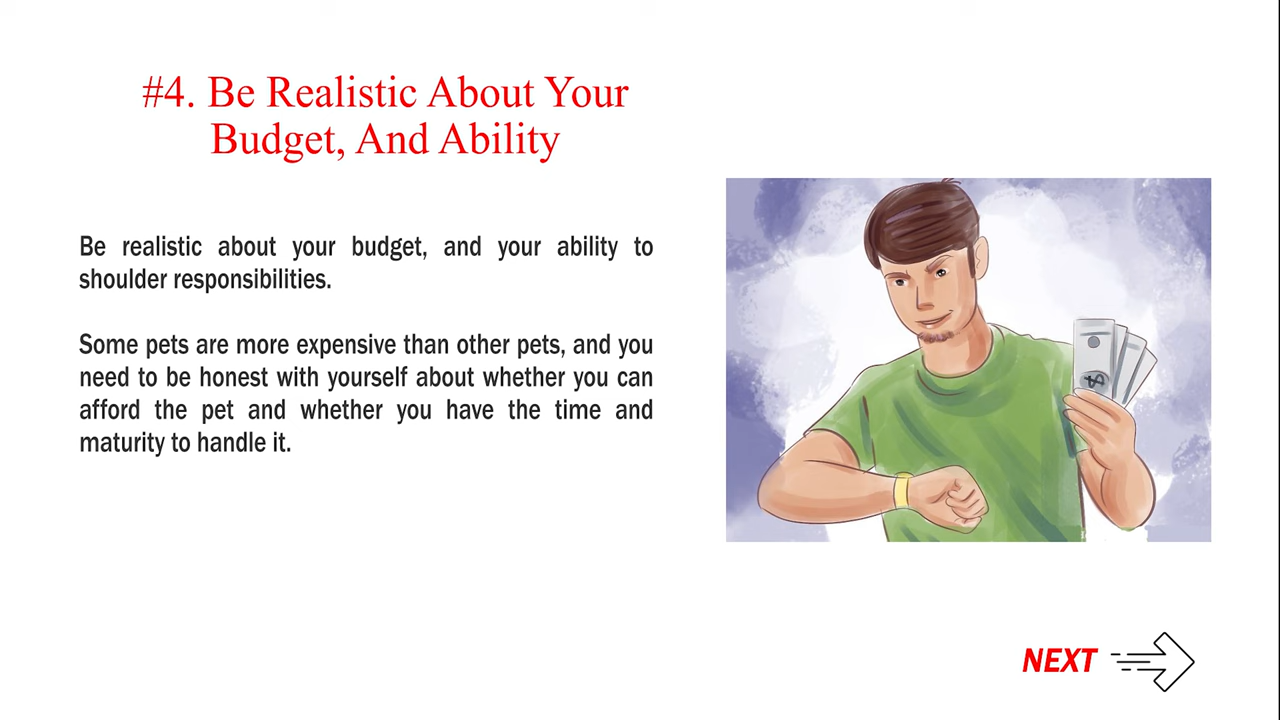 #4. Be Realistic About Your
Budget, And Ability
Be realistic about your budget, and your ability to
shoulder responsibilities.
Some pets are more expensive than other pets, and you
need to be honest with yourself about whether you can
afford the pet and whether you have the time and
maturity to handle it.
$
NEXT